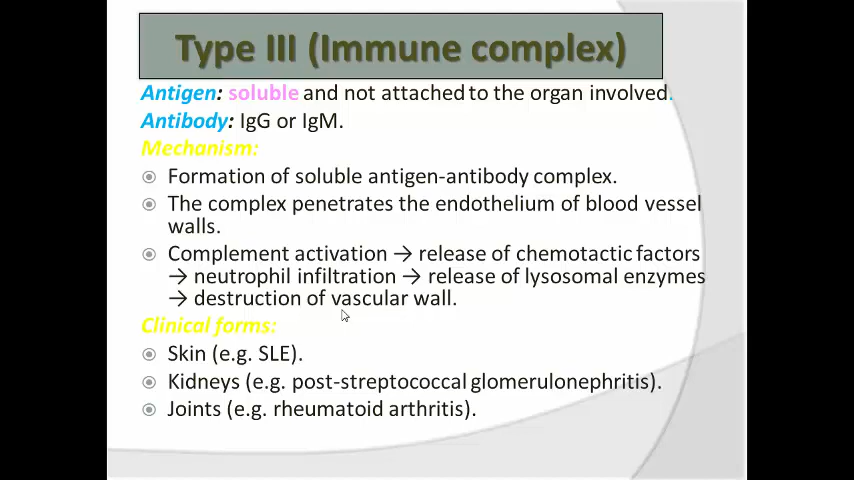 Type III (Immune complex)
Antigen: soluble and not attached to the organ involved.
Antibody: IgG or IgM.
Mechanism:
Formation of soluble antigen-antibody complex.
The complex penetrates the endothelium of blood vessel
walls.
Complement activation → release of chemotactic factors
→ neutrophil infiltration → release of lysosomal enzymes
→ destruction of vascular wall.
Clinical forms:
Skin (e.g. SLE).
Kidneys (e.g. post-streptococcal glomerulonephritis).
Joints (e.g. rheumatoid arthritis).